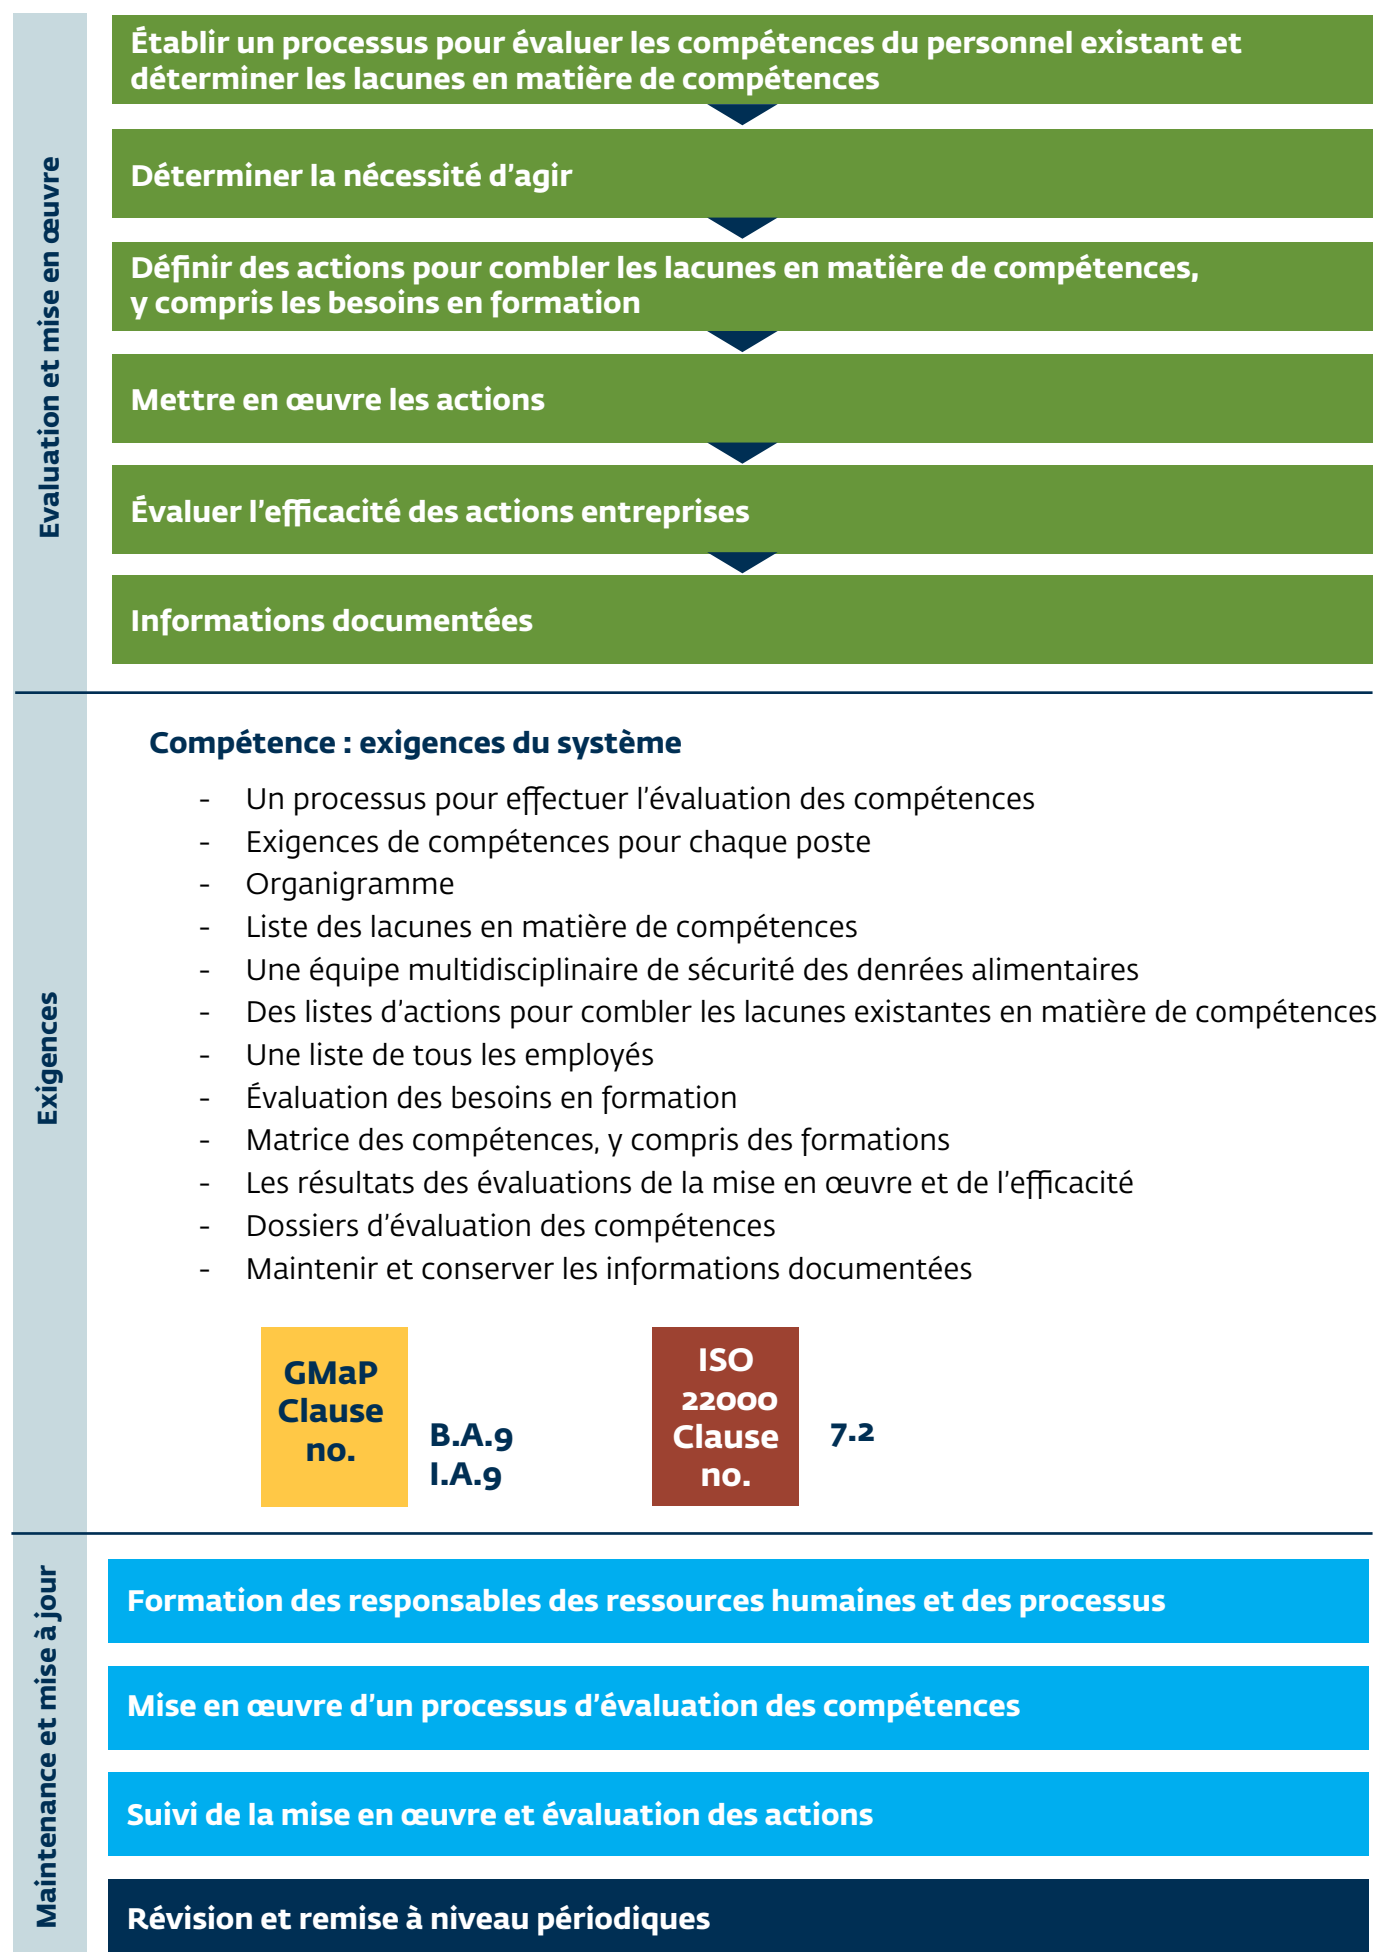 Evaluation et mise en œuvre
Établir un processus pour évaluer les compétences du personnel existant et
déterminer les lacunes en matière de compétences
Déterminer la nécessité d'agir
Définir des actions pour combler les lacunes en matière de compétences,
y compris les besoins en formation
Mettre en œuvre les actions
Évaluer l'efficacité des actions entreprises
Informations documentées
Exigences
Compétence : exigences du système
- Un processus pour effectuer l'évaluation des compétences
- Exigences de compétences pour chaque poste
- Organigramme
- Liste des lacunes en matière de compétences
- Une équipe multidisciplinaire de sécurité des denrées alimentaires
- Des listes d'actions pour combler les lacunes existantes en matière de compétences
- Une liste de tous les employés
- Évaluation des besoins en formation
- Matrice des compétences, y compris des formations
- Les résultats des évaluations de la mise en œuvre et de l'efficacité
- Dossiers d'évaluation des compétences
- Maintenir et conserver les informations documentées
GMaP
Clause
no.
B.A.9
I.A.9
ISO
22000
Clause
no.
7.2
Maintenance et mise à jour
Formation des responsables des ressources humaines et des processus
Mise en œuvre d'un processus d'évaluation des compétences
Suivi de la mise en œuvre et évaluation des actions
Révision et remise à niveau périodiques